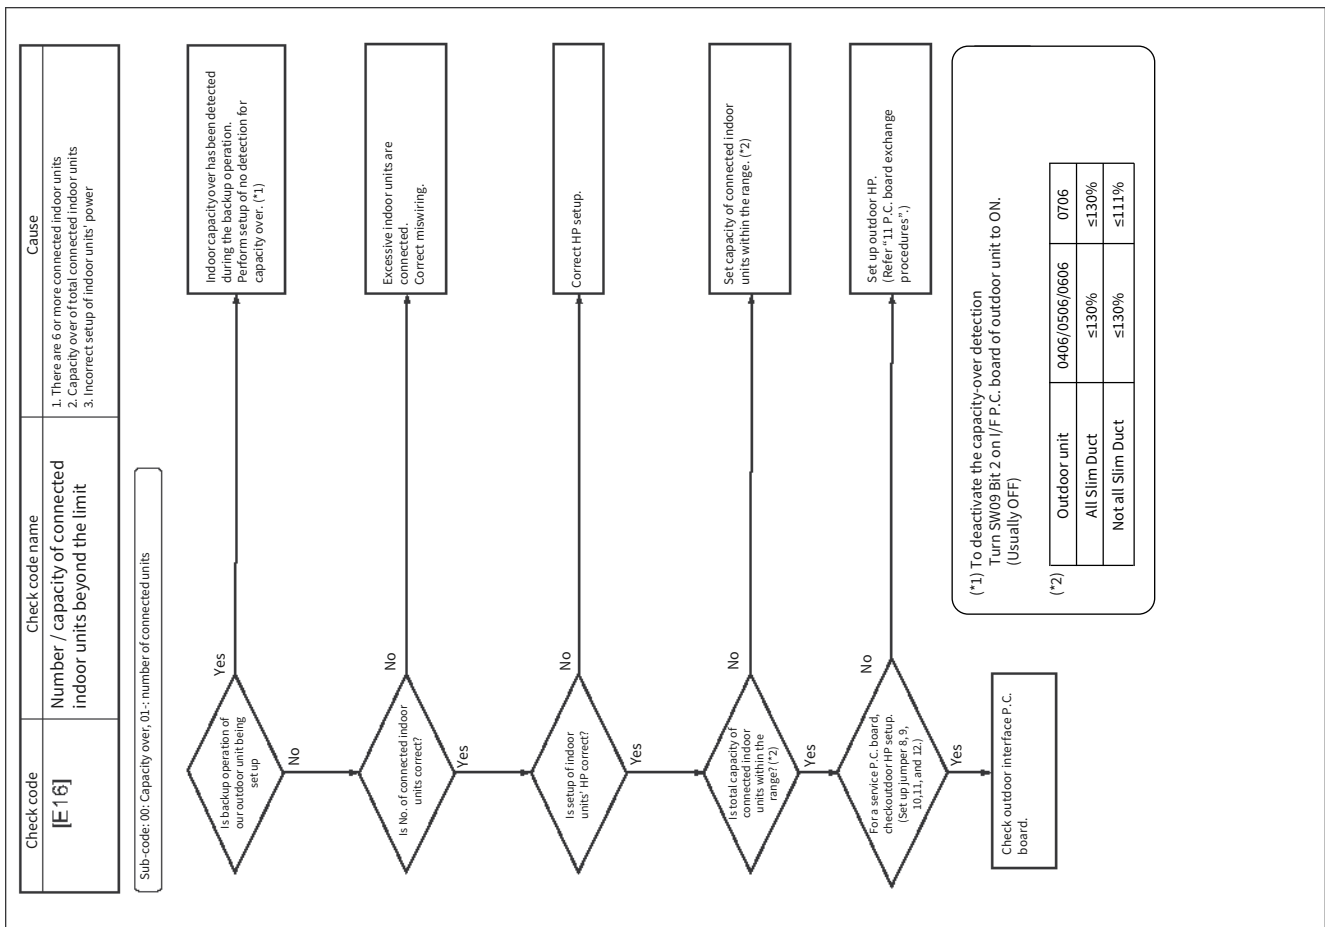 Check code
Check code name
Cause
[E16]
Number / capacity of connected
indoor units beyond the limit
1. There are 6 or more connected indoor units
2. Capacity over of total connected indoor units
3. Incorrect setup of indoor units' power
Sub-code: 00: Capacity over, 01-: number of connected units
Is backup operation of
our outdoor unit being
set up
Yes
No
Indoor capacity over has been detected
during the backup operation.
Perform setup of no detection for
capacity over. (*1)
Is No. of connected indoor
units correct?
No
Yes
Excessive indoor units are
connected.
Correct miswiring.
Is setup of indoor
units' HP correct?
No
Yes
Correct HP setup.
Is total capacity of
connected indoor
units within the
range? (*2)
No
Yes
Set capacity of connected indoor
units within the range. (*2)
For a service P.C. board,
checkoutdoor HP setup.
(Set up jumper 8, 9,
10,11, and 12.)
No
Yes
Set up outdoor HP.
(Refer “11 P.C. board exchange
procedures”.)
Check outdoor interface P.C.
board.
(*1) To deactivate the capacity-over detection
Turn SW09 Bit 2 on I/F P.C. board of outdoor unit to ON.
(Usually OFF)
(*2)
Outdoor unit 0406/0506/0606 0706
All Slim Duct ≤130% ≤130%
Not all Slim Duct ≤130% ≤111%